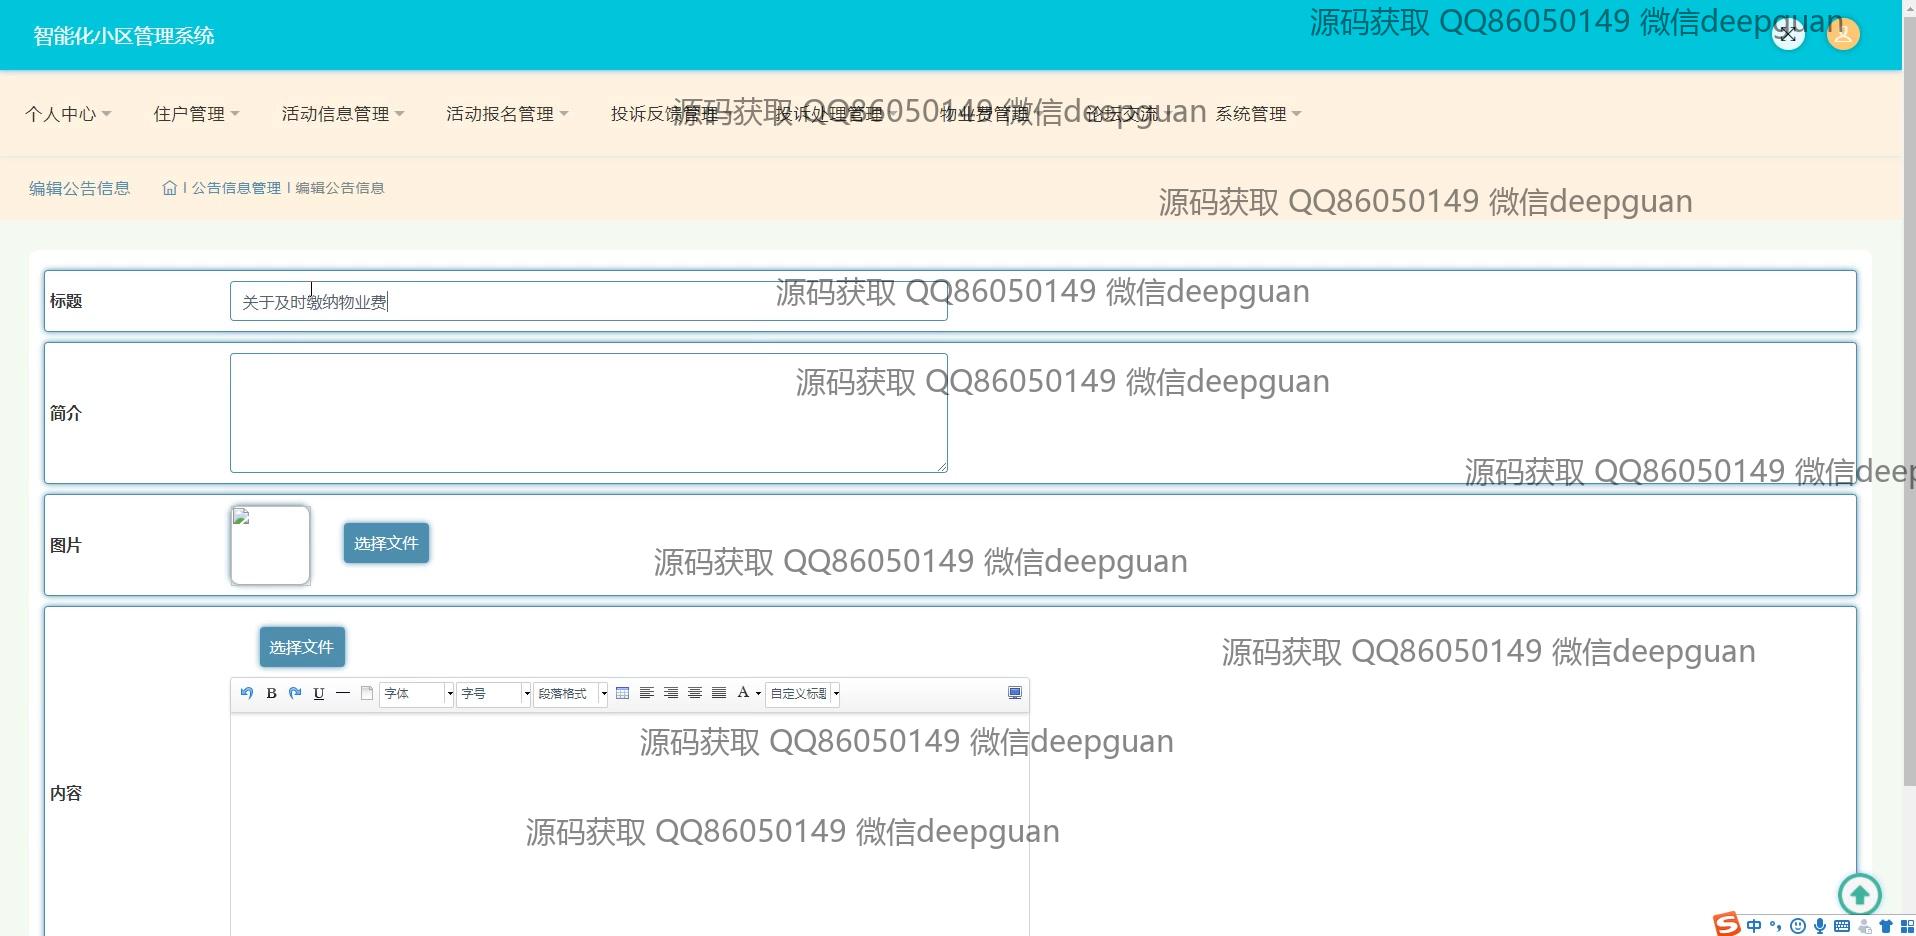 智能化小区管理系统
源码获取 QQ86050149 微信deepguan
个人中心 住户管理 活动信息管理 活动报名管理 投诉反馈管理 投诉处理管理 物业费管理 论坛交流 系统管理
源码获取 QQ86050149 微信deepguan
编辑公告信息 | 公告信息管理 | 编辑公告信息
源码获取 QQ86050149 微信deepguan
标题 关于及时缴纳物业费
源码获取 QQ86050149 微信deepguan
源码获取 QQ86050149 微信deepguan
简介
源码获取 QQ86050149 微信deep
图片 选择文件
源码获取 QQ86050149 微信deepguan
选择文件
源码获取 QQ86050149 微信deepguan
B U 字体 字号 段落格式 A 自定义标题
源码获取 QQ86050149 微信deepguan
内容
源码获取 QQ86050149 微信deepguan
S 中